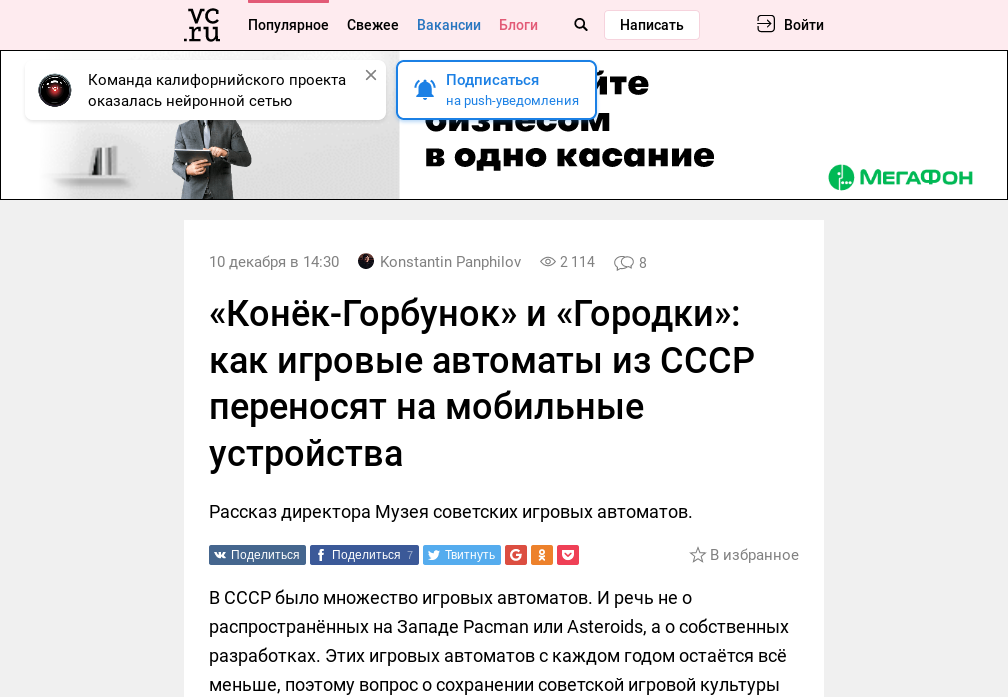 vc
.ru
Популярное
Свежее
Вакансии
Блоги
Написать
Войти
Команда калифорнийского проекта
оказалась нейронной сетью
Подписаться
на push-уведомления
йте
бизнесом
в одно касание
МЕГАФОН
10 декабря в 14:30
Konstantin Panphilov
2 114
8
«Конёк-Горбунок» и «Городки»:
как игровые автоматы из СССР
переносят на мобильные
устройства
Рассказ директора Музея советских игровых автоматов.
Поделиться
Поделиться 7
Твитнуть
В избранное
В СССР было множество игровых автоматов. И речь не о
распространённых на Западе Pacman или Asteroids, а о собственных
разработках. Этих игровых автоматов с каждом годом остаётся всё
меньше, поэтому вопрос о сохранении советской игровой культуры